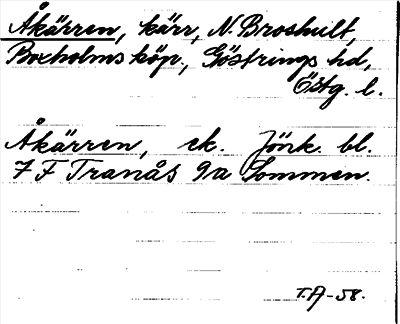 Åkärren, kärr, N. Broshult,
Boxholms köp., Göstrings hd,
Östg. l.
Åkärren, ek. Jönk. bl.
7 F Tranås 9a Sommen.
T.A-58.